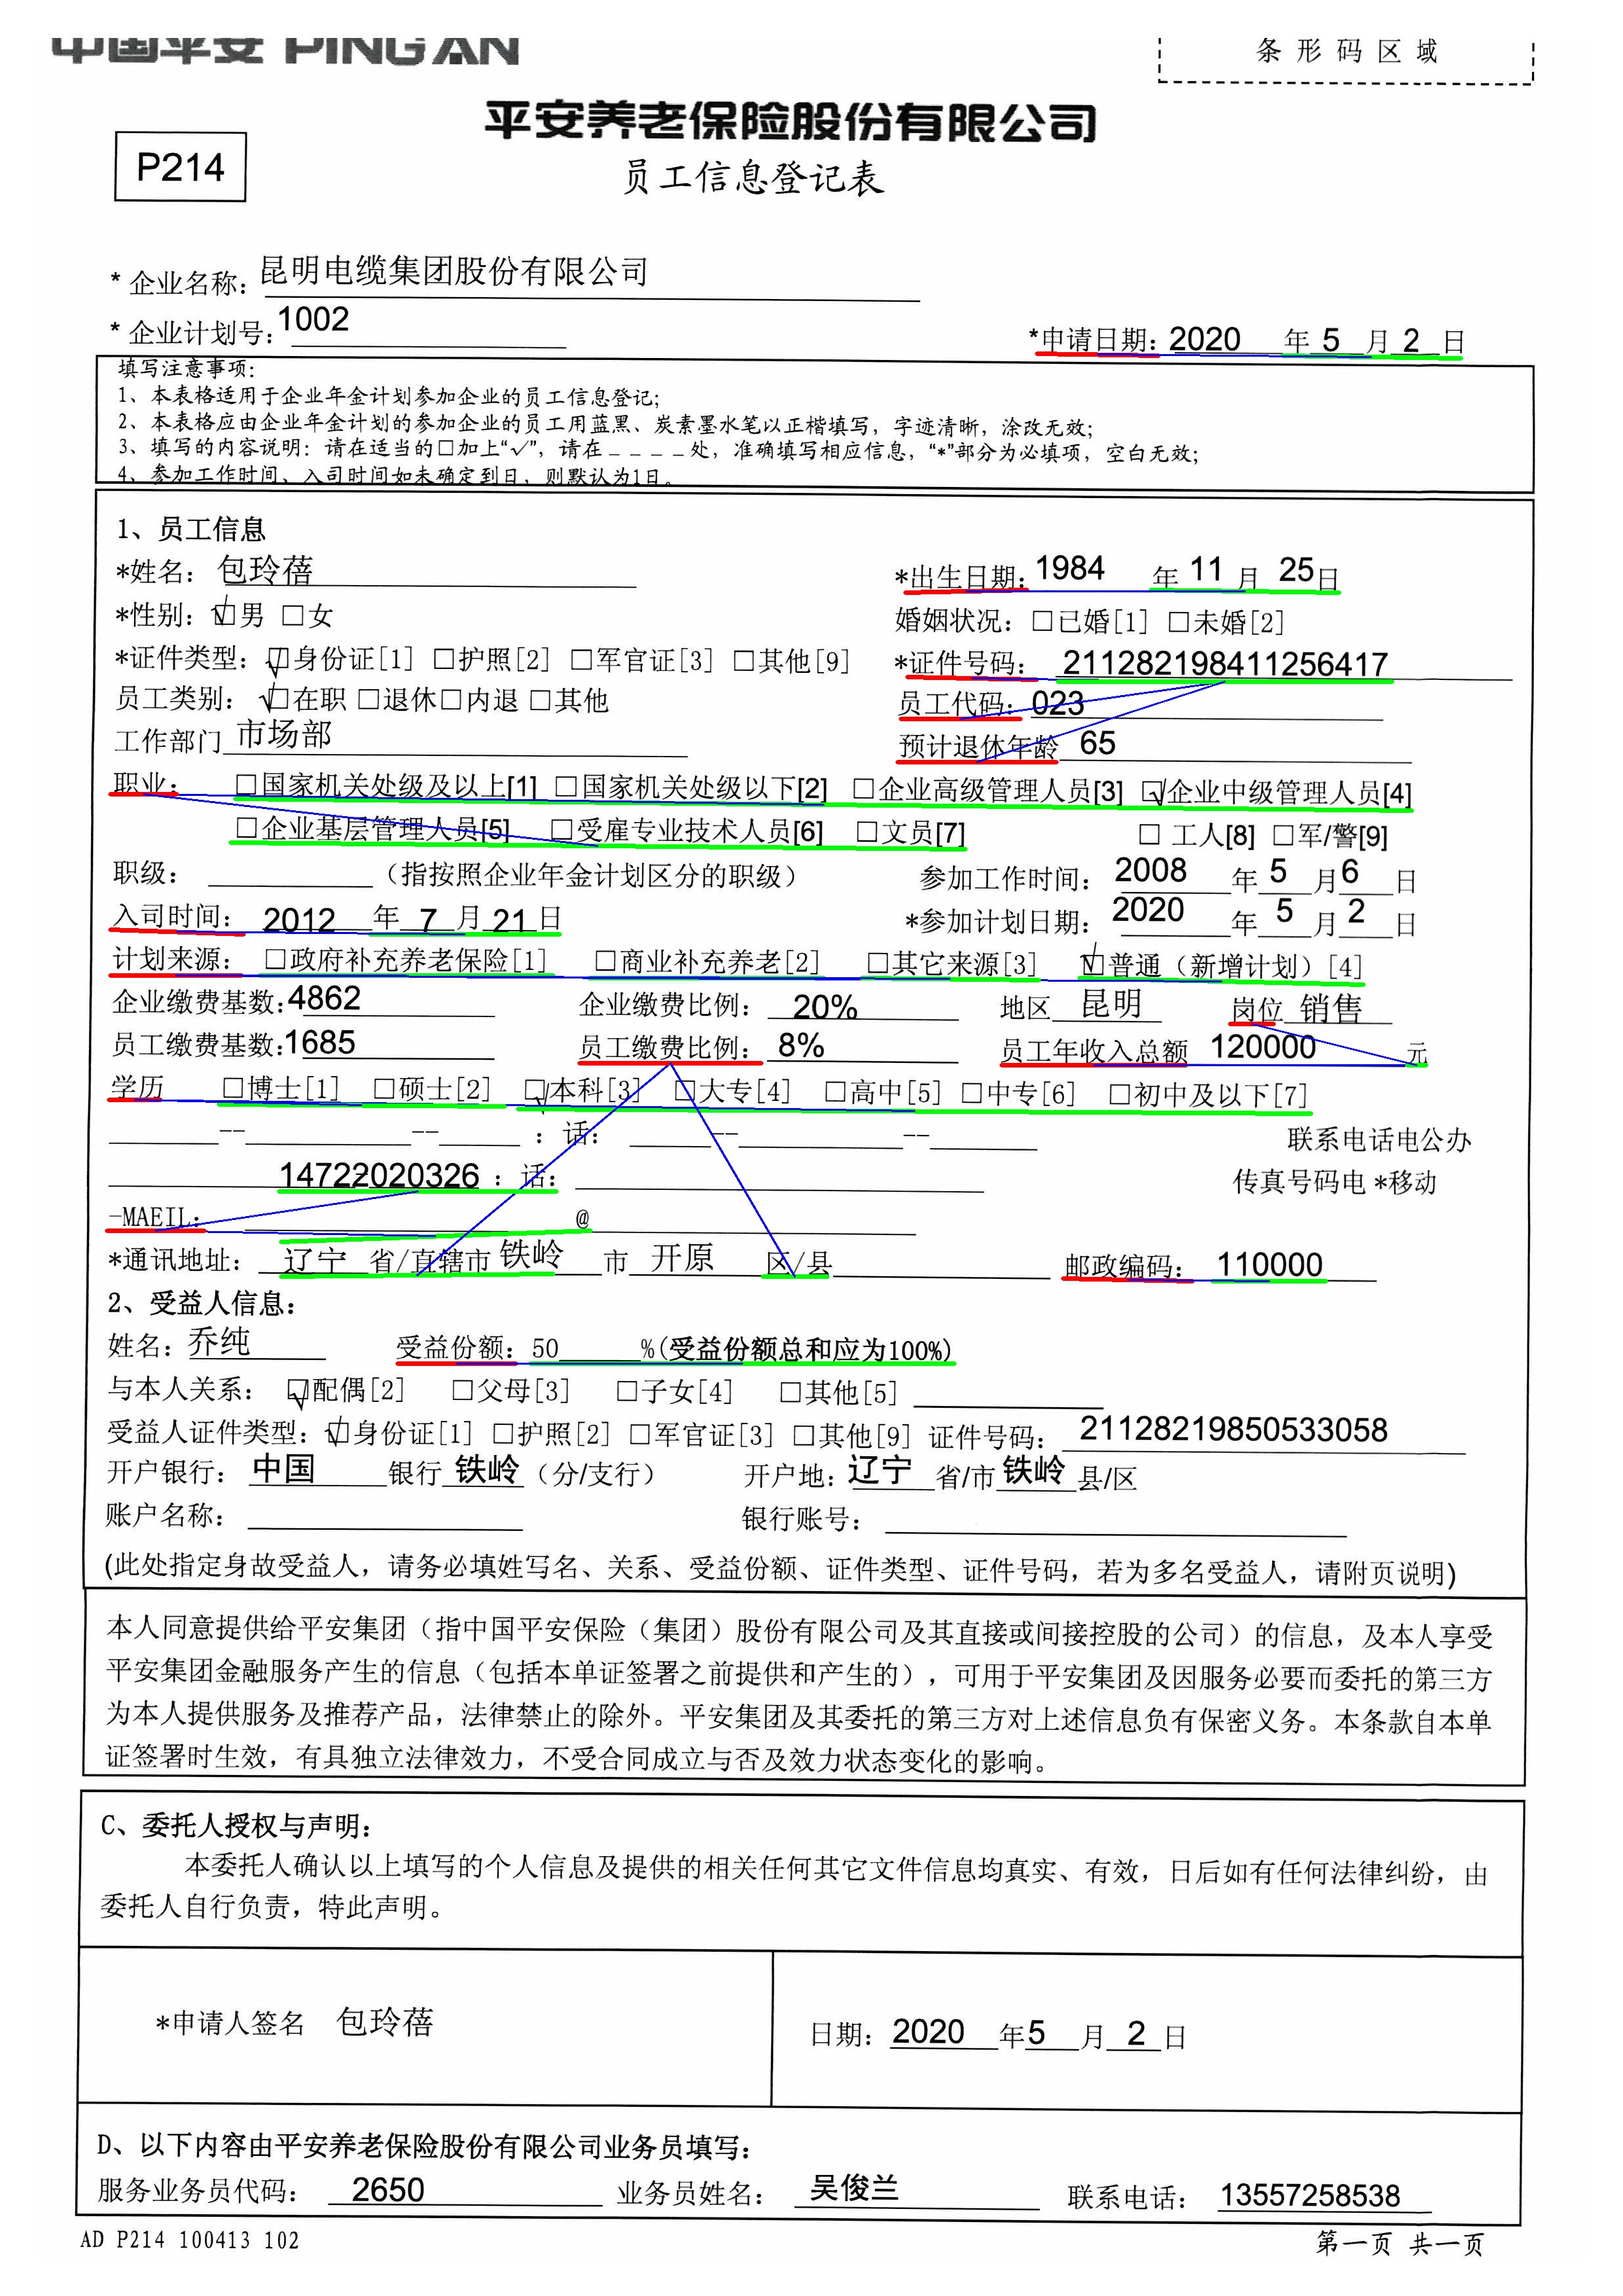 中国平安 PING AN
条形码区域
平安养老保险股份有限公司
P214
员工信息登记表
* 企业名称: 昆明电缆集团股份有限公司
* 企业计划号: 1002 *申请日期: 2020 年 5 月 2 日
填写注意事项:
1、本表格适用于企业年金计划参加企业的员工信息登记;
2、本表格应由企业年金计划的参加企业的员工用蓝黑、炭素墨水笔以正楷填写,字迹清晰,涂改无效;
3、填写的内容说明:请在适当的□加上“√”,请在____处,准确填写相应信息,“*”部分为必填项,空白无效;
4、参加工作时间、入司时间如未确定到日,则默认为1日。
1、员工信息
*姓名: 包玲蓓 *出生日期: 1984 年 11 月 25日
*性别: ☑男 □女 婚姻状况: □已婚[1] □未婚[2]
*证件类型: ☑身份证[1] □护照[2] □军官证[3] □其他[9] *证件号码: 211282198411256417
员工类别: ☑在职 □退休□内退 □其他 员工代码: 023
工作部门 市场部 预计退休年龄 65
职业: □国家机关处级及以上[1] □国家机关处级以下[2] □企业高级管理人员[3] ☑企业中级管理人员[4]
□企业基层管理人员[5] □受雇专业技术人员[6] □文员[7] □ 工人[8] □军/警[9]
职级: ______(指按照企业年金计划区分的职级) 参加工作时间: 2008 年 5 月6 日
入司时间: 2012 年 7 月 21 日 *参加计划日期: 2020 年 5 月 2 日
计划来源: □政府补充养老保险[1] □商业补充养老[2] □其它来源[3] ☑普通(新增计划)[4]
企业缴费基数:4862 企业缴费比例: 20% 地区 昆明 岗位 销售
员工缴费基数:1685 员工缴费比例: 8% 员工年收入总额 120000 元
学历 □博士[1] □硕士[2] ☑本科[3] □大专[4] □高中[5] □中专[6] □初中及以下[7]
______--______--____ : 话: ____--______--____ 联系电话电公办
14722020326 : 话: ______ 传真号码电 *移动
-MAEIL: ______@______
*通讯地址: 辽宁 省/直辖市 铁岭 市 开原 区/县______ 邮政编码: 110000
2、受益人信息:
姓名: 乔纯 受益份额: 50______%(受益份额总和应为100%)
与本人关系: ☑配偶[2] □父母[3] □子女[4] □其他[5]______
受益人证件类型: ☑身份证[1] □护照[2] □军官证[3] □其他[9] 证件号码: 21128219850533058
开户银行: 中国 银行 铁岭(分/支行) 开户地: 辽宁 省/市 铁岭 县/区
账户名称: ______ 银行账号: ______
(此处指定身故受益人,请务必填姓写名、关系、受益份额、证件类型、证件号码,若为多名受益人,请附页说明)
本人同意提供给平安集团(指中国平安保险(集团)股份有限公司及其直接或间接控股的公司)的信息,及本人享受
平安集团金融服务产生的信息(包括本单证签署之前提供和产生的),可用于平安集团及因服务必要而委托的第三方
为本人提供服务及推荐产品,法律禁止的除外。平安集团及其委托的第三方对上述信息负有保密义务。本条款自本单
证签署时生效,有具独立法律效力,不受合同成立与否及效力状态变化的影响。
C、委托人授权与声明:
本委托人确认以上填写的个人信息及提供的相关任何其它文件信息均真实、有效,日后如有任何法律纠纷,由
委托人自行负责,特此声明。
*申请人签名 包玲蓓 日期: 2020 年5 月 2 日
D、以下内容由平安养老保险股份有限公司业务员填写:
服务业务员代码: 2650 业务员姓名: 吴俊兰 联系电话: 13557258538
AD P214 100413 102 第一页 共一页